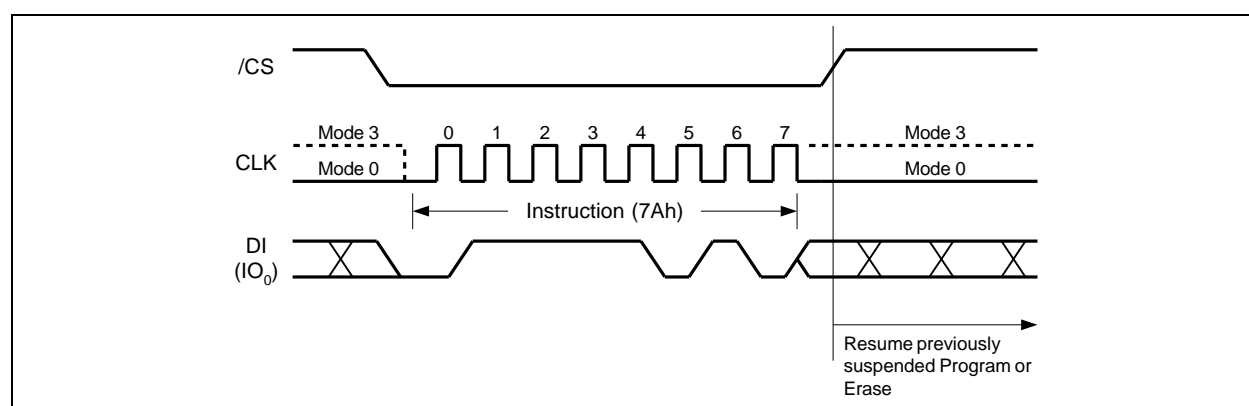 /CS
Mode 3 0 1 2 3 4 5 6 7 Mode 3
CLK
Mode 0 Mode 0
Instruction (7Ah)
DI
(IO₀)
Resume previously
suspended Program or
Erase